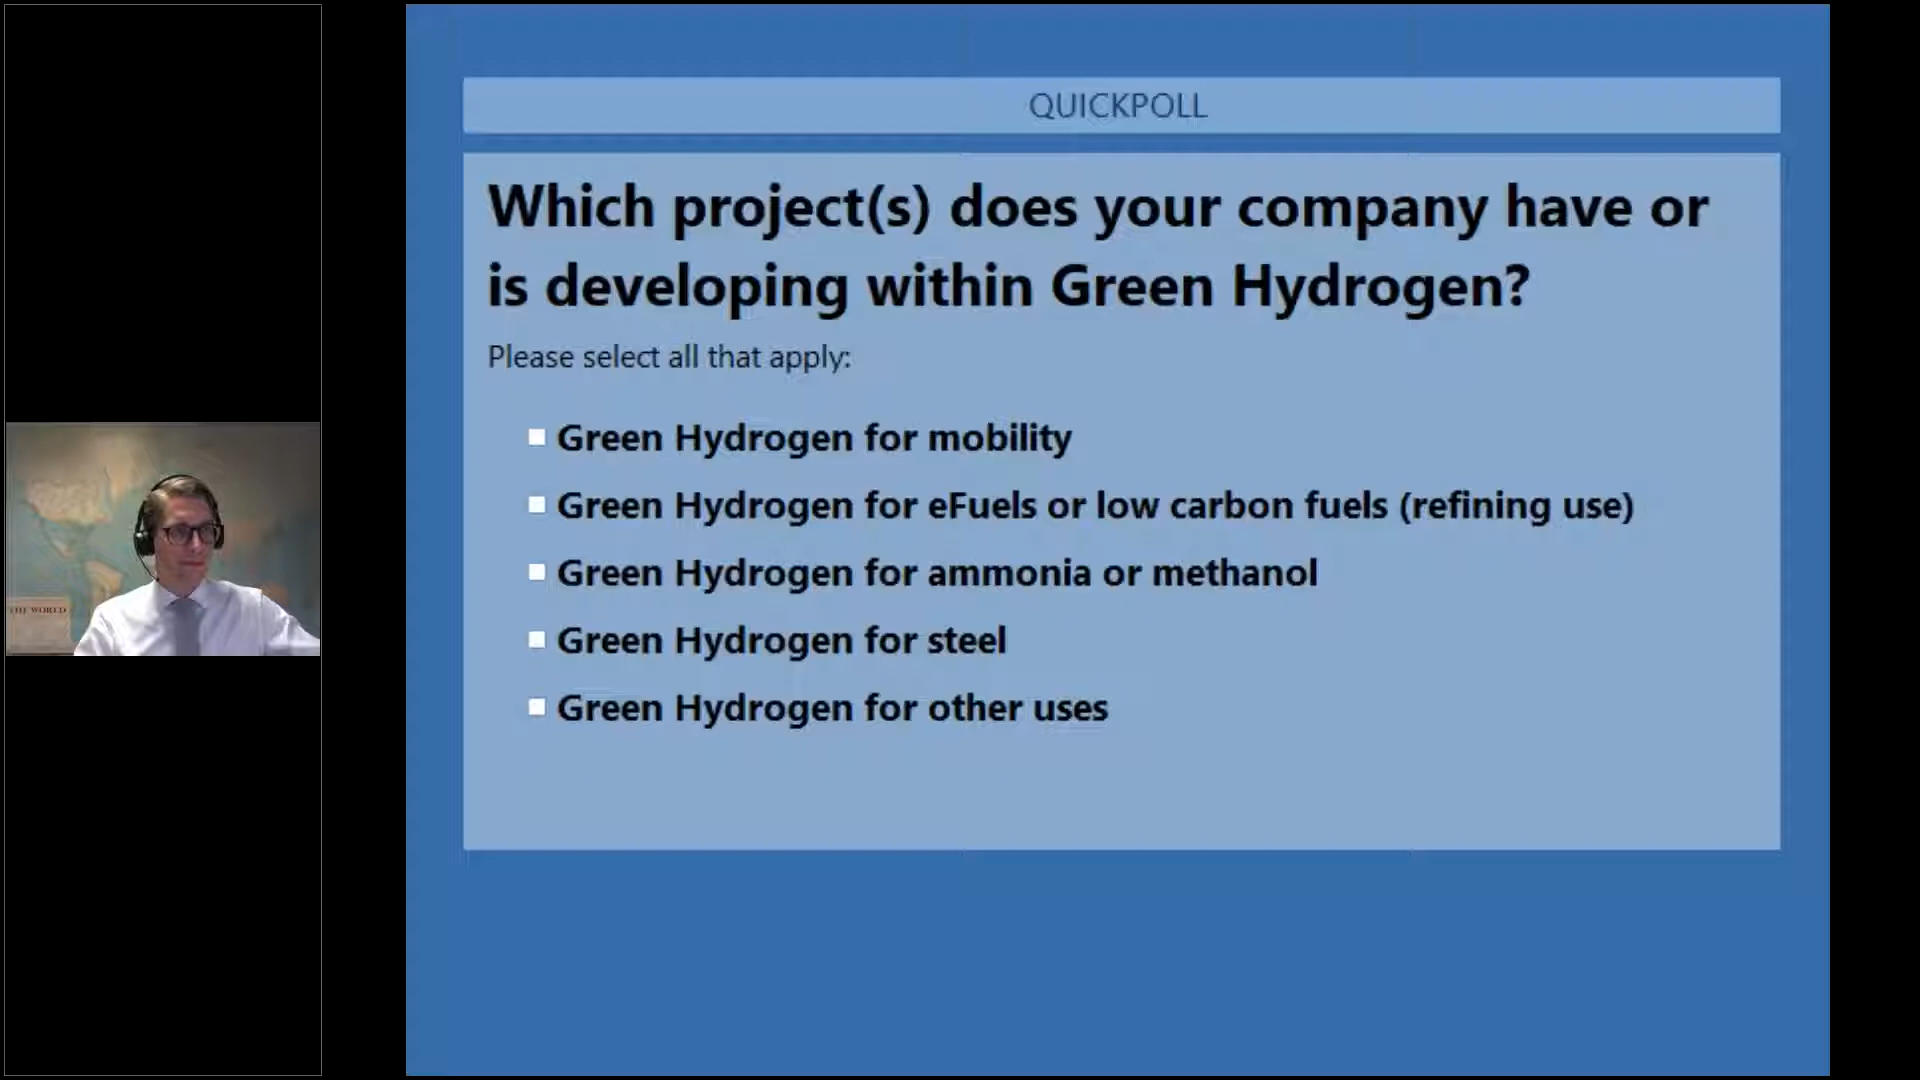 QUICKPOLL
Which project(s) does your company have or
is developing within Green Hydrogen?
Please select all that apply:
Green Hydrogen for mobility
Green Hydrogen for eFuels or low carbon fuels (refining use)
Green Hydrogen for ammonia or methanol
Green Hydrogen for steel
Green Hydrogen for other uses
THE WORLD